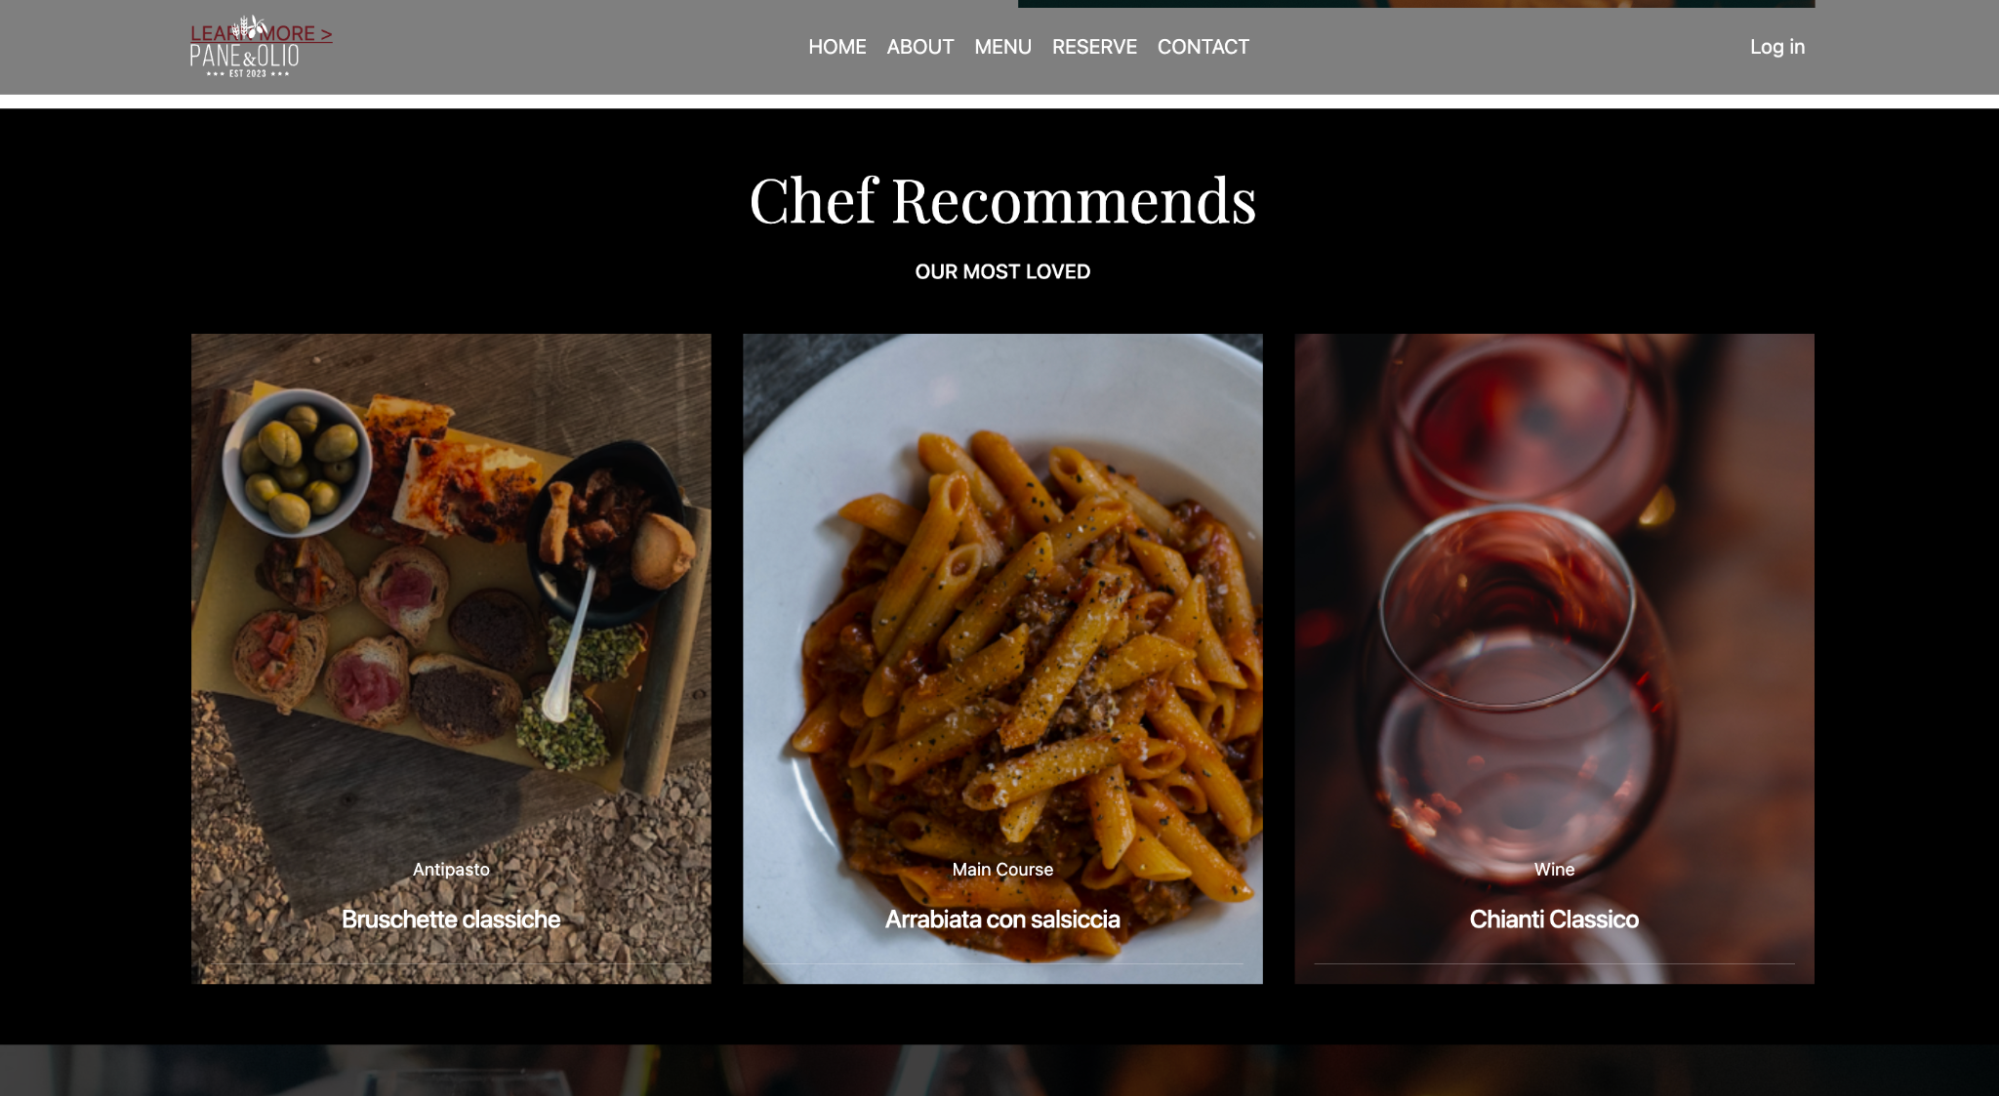 LEARN MORE >
PANE&OLIO
*** EST 2023 ***
HOME ABOUT MENU RESERVE CONTACT
Log in
Chef Recommends
OUR MOST LOVED
Antipasto
Bruschette classiche
Main Course
Arrabiata con salsiccia
Wine
Chianti Classico